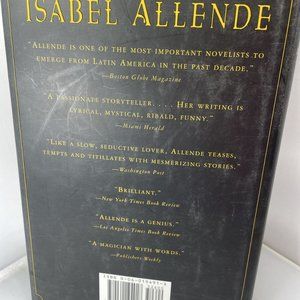 ISABEL ALLENDE
"ALLENDE IS ONE OF THE MOST IMPORTANT NOVELISTS TO
EMERGE FROM LATIN AMERICA IN THE PAST DECADE."
—Boston Globe Magazine
"A PASSIONATE STORYTELLER. . . . HER WRITING IS
LYRICAL, MYSTICAL, RIBALD, FUNNY."
—Miami Herald
"LIKE A SLOW, SEDUCTIVE LOVER, ALLENDE TEASES,
TEMPTS AND TITILLATES WITH MESMERIZING STORIES."
—Washington Post
"BRILLIANT."
—New York Times Book Review
"ALLENDE IS A GENIUS."
—Los Angeles Times Book Review
"A MAGICIAN WITH WORDS."
—Publishers Weekly